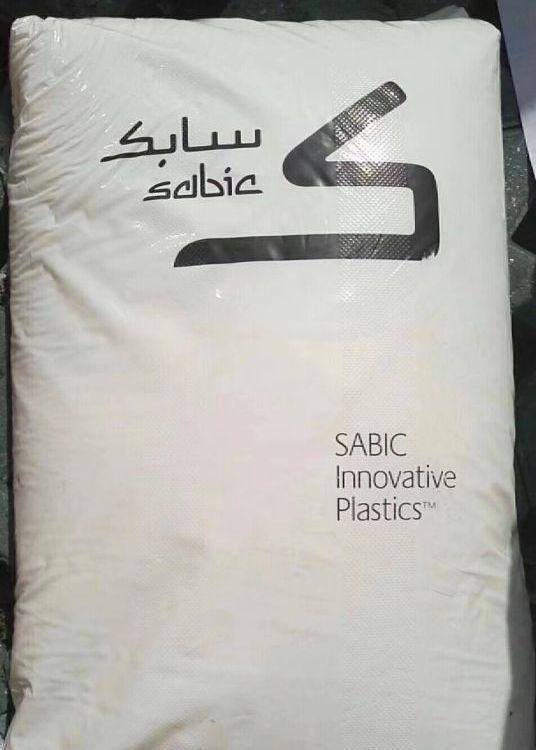 سابك
sabic
SABIC
Innovative
Plastics™